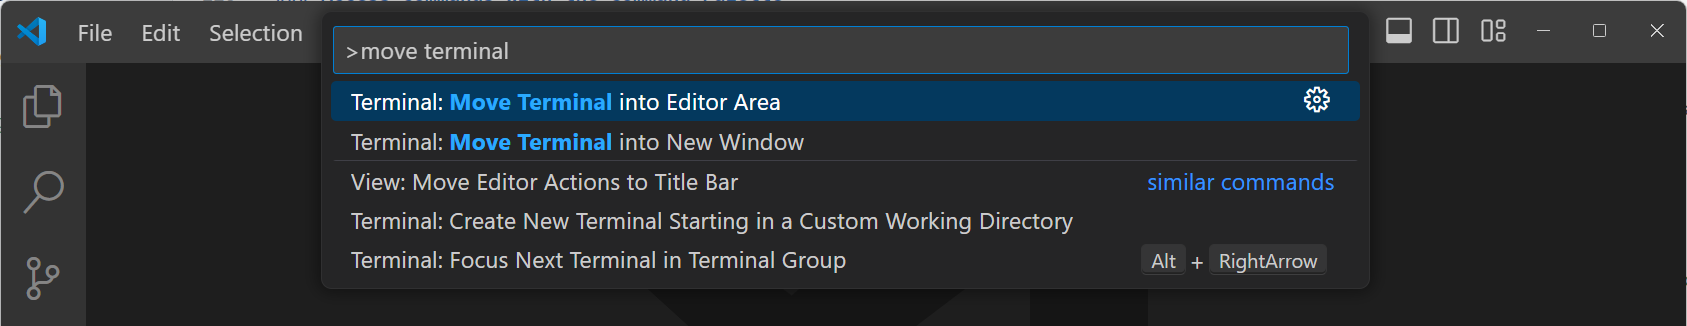 File Edit Selection
>move terminal
Terminal: Move Terminal into Editor Area
Terminal: Move Terminal into New Window
View: Move Editor Actions to Title Bar similar commands
Terminal: Create New Terminal Starting in a Custom Working Directory
Terminal: Focus Next Terminal in Terminal Group Alt + RightArrow